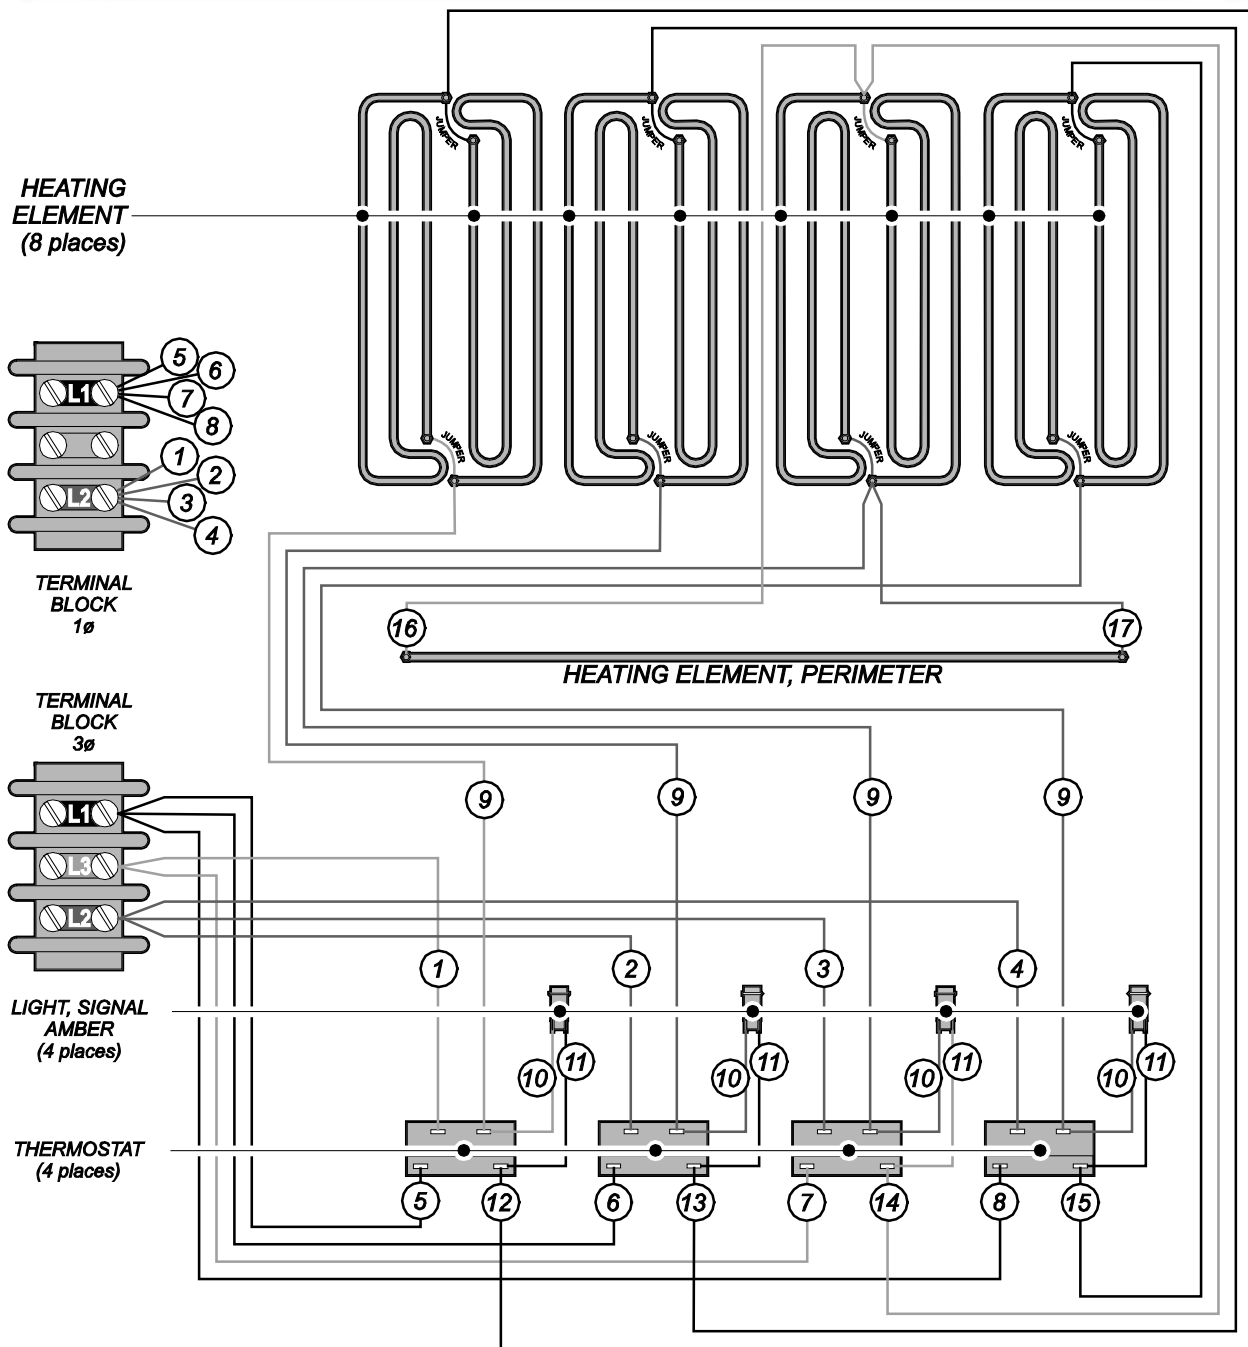 JUMPER JUMPER JUMPER JUMPER
HEATING
ELEMENT
(8 places)
5
6
L1
7
8
JUMPER JUMPER JUMPER JUMPER
1
2
L2
3
4
TERMINAL
BLOCK
1ø
16 17
HEATING ELEMENT, PERIMETER
TERMINAL
BLOCK
3ø
9 9 9 9
L1
L3
L2
1 2 3 4
LIGHT, SIGNAL
AMBER
(4 places)
10 11 10 11 10 11 10 11
THERMOSTAT
(4 places)
5 12 6 13 7 14 8 15